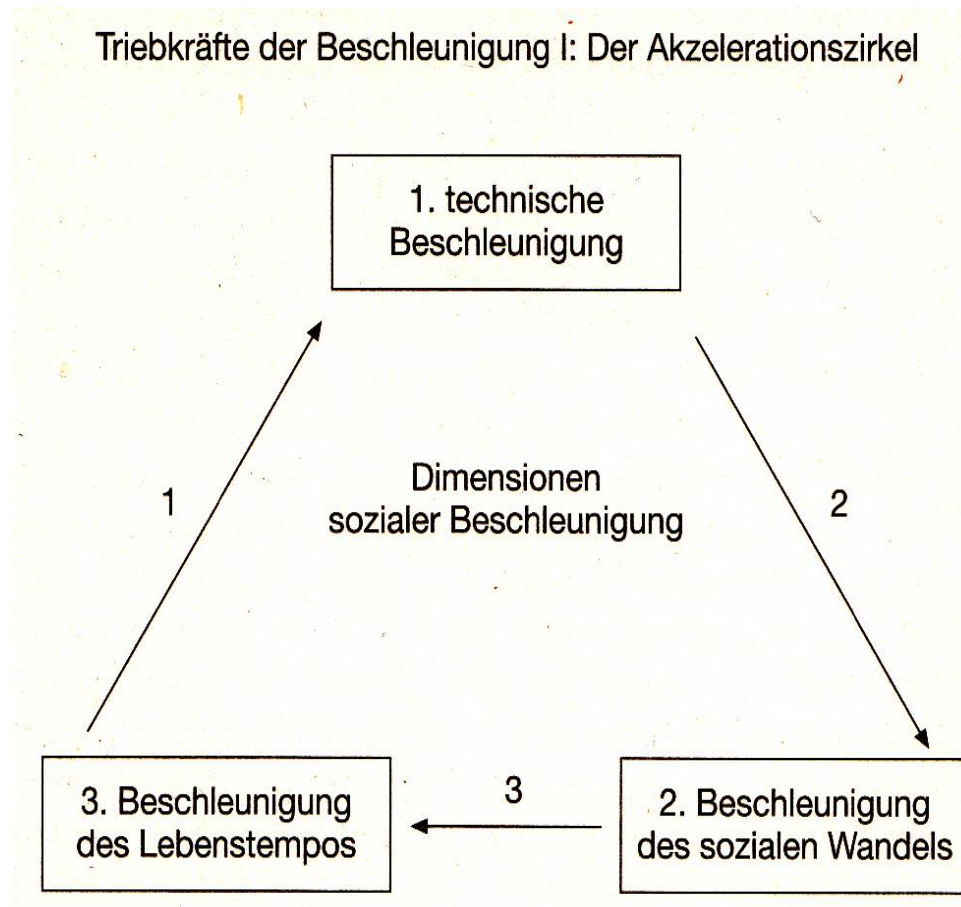 Triebkräfte der Beschleunigung I: Der Akzelerationszirkel
1. technische
Beschleunigung
1
Dimensionen
sozialer Beschleunigung
2
3. Beschleunigung
des Lebenstempos
3
2. Beschleunigung
des sozialen Wandels